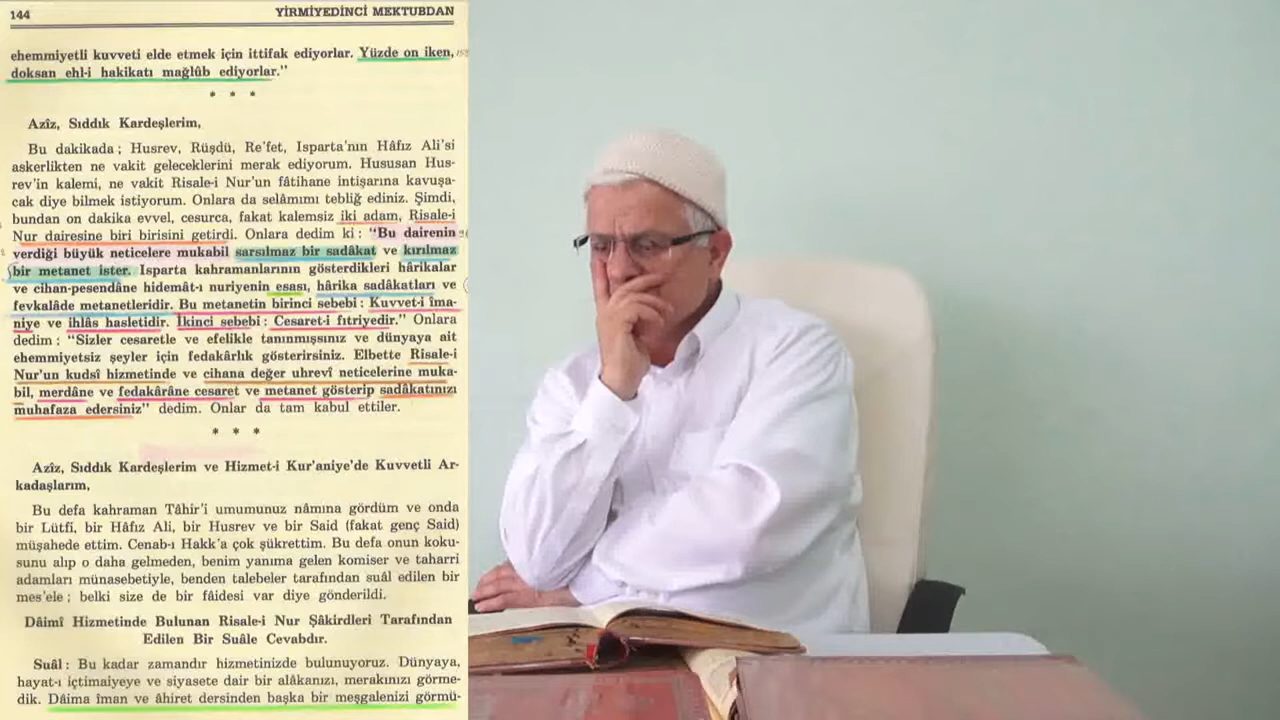 144 YİRMİYEDİNCİ MEKTUBDAN
ehemmiyetli kuvveti elde etmek için ittifak ediyorlar. Yüzde on iken,
doksan ehl-i hakikatı mağlûb ediyorlar."
* * *
Azîz, Sıddık Kardeşlerim,
Bu dakikada; Husrev, Rüşdü, Re'fet, Isparta'nın Hâfız Ali'si
askerlikten ne vakit geleceklerini merak ediyorum. Hususan Hus-
rev'in kalemi, ne vakit Risale-i Nur'un fâtihane intişarına kavuşa-
cak diye bilmek istiyorum. Onlara da selâmımı tebliğ ediniz. Şimdi,
bundan on dakika evvel, cesurca, fakat kalemsiz iki adam, Risale-i
Nur dairesine biri birisini getirdi. Onlara dedim ki: "Bu dairenin
verdiği büyük neticelere mukabil sarsılmaz bir sadâkat ve kırılmaz
bir metanet ister. Isparta kahramanlarının gösterdikleri hârikalar
ve cihan-pesendâne hidemât-ı nuriyenin esası, hârika sadâkatları ve
fevkalâde metanetleridir. Bu metanetin birinci sebebi: Kuvvet-i îma-
niye ve ihlâs hasletidir. İkinci sebebi: Cesaret-i fıtriyedir." Onlara
dedim: "Sizler cesaretle ve efelikle tanınmışsınız ve dünyaya ait
ehemmiyetsiz şeyler için fedakârlık gösterirsiniz. Elbette Risale-i
Nur'un kudsî hizmetinde ve cihana değer uhrevî neticelerine muka-
bil, merdâne ve fedakârâne cesaret ve metanet gösterip sadâkatınızı
muhafaza edersiniz" dedim. Onlar da tam kabul ettiler.
* * *
Azîz, Sıddık Kardeşlerim ve Hizmet-i Kur'aniye'de Kuvvetli Ar-
kadaşlarım,
Bu defa kahraman Tâhir'i umumunuz nâmına gördüm ve onda
bir Lütfî, bir Hâfız Ali, bir Husrev ve bir Said (fakat genç Said)
müşahede ettim. Cenab-ı Hakk'a çok şükrettim. Bu defa onun koku-
sunu alıp o daha gelmeden, benim yanıma gelen komiser ve taharri
adamları münasebetiyle, benden talebeler tarafından suâl edilen bir
mes'ele; belki size de bir fâidesi var diye gönderildi.
Dâimî Hizmetinde Bulunan Risale-i Nur Şâkirdleri Tarafından
Edilen Bir Suâle Cevabdır.
Suâl: Bu kadar zamandır hizmetinizde bulunuyoruz. Dünyaya,
hayat-ı içtimaiyeye ve siyasete dair bir alâkanızı, merakınızı görme-
dik. Dâima îman ve âhiret dersinden başka bir meşgalenizi görmü-